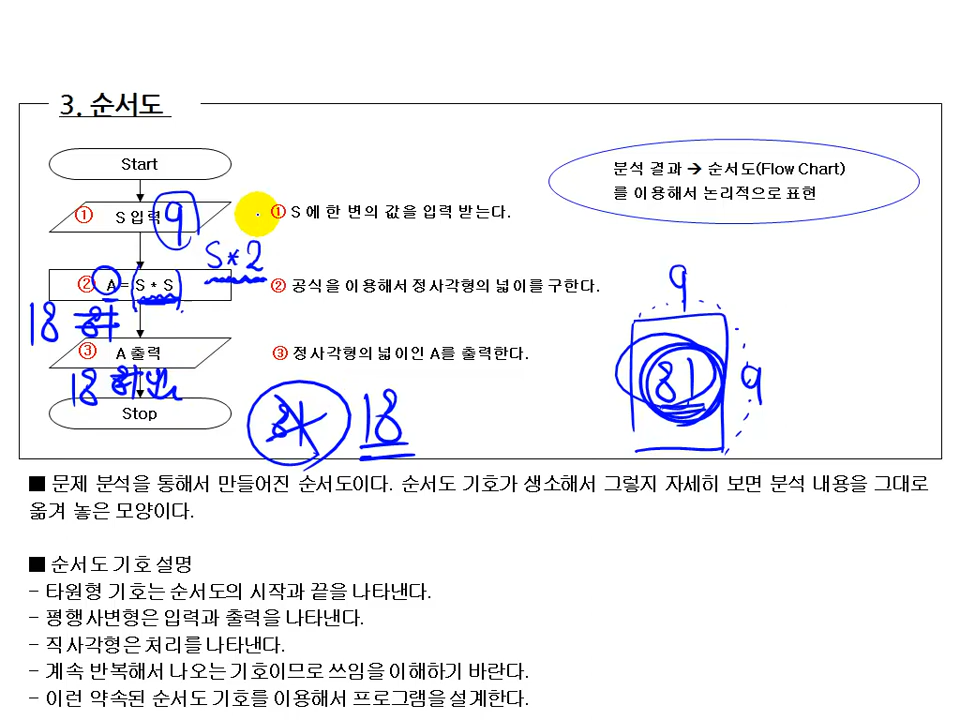 3. 순서도
Start
① S 입력 9
① S 에 한 변의 값을 입력 받는다.
분석 결과 → 순서도(Flow Chart)
를 이용해서 논리적으로 표현
S*2
② A = S * S
② 공식을 이용해서 정사각형의 넓이를 구한다.
9
18 81
③ A 출력
③ 정사각형의 넓이인 A를 출력한다.
81 9
18
Stop
81 18
■ 문제 분석을 통해서 만들어진 순서도이다. 순서도 기호가 생소해서 그렇지 자세히 보면 분석 내용을 그대로
옮겨 놓은 모양이다.
■ 순서도 기호 설명
- 타원형 기호는 순서도의 시작과 끝을 나타낸다.
- 평행사변형은 입력과 출력을 나타낸다.
- 직사각형은 처리를 나타낸다.
- 계속 반복해서 나오는 기호이므로 쓰임을 이해하기 바란다.
- 이런 약속된 순서도 기호를 이용해서 프로그램을 설계한다.